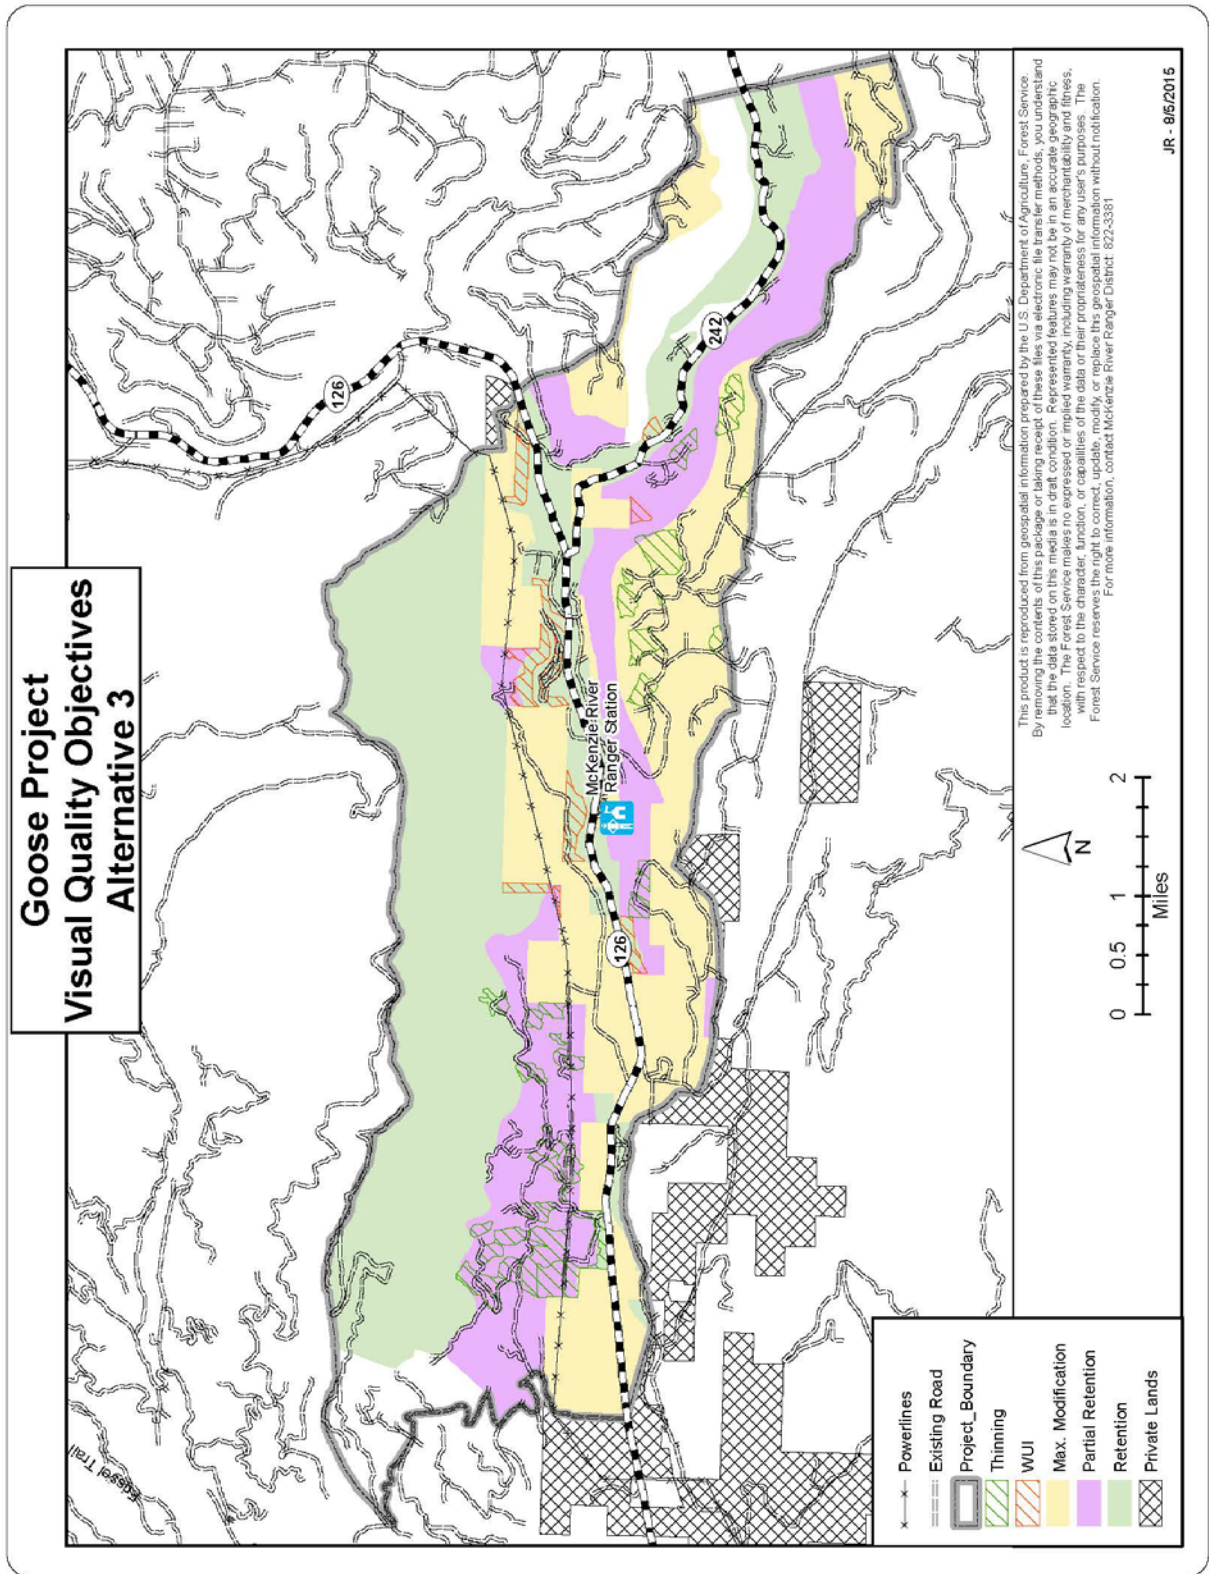 Goose Project
Visual Quality Objectives
Alternative 3
126
242
McKenzie River
Ranger Station
126
Powerlines
Existing Road
Project_Boundary
Thinning
WUI
Max. Modification
Partial Retention
Retention
Private Lands
N
0 0.5 1 2
Miles
This product is reproduced from geospatial information prepared by the U.S. Department of Agriculture, Forest Service.
By removing the contents of this package or taking receipt of these files via electronic file transfer methods, you understand
that the data stored on this media is in draft condition. Represented features may not be in an accurate geographic
location. The Forest Service makes no expressed or implied warranty, including warranty of merchantability and fitness,
with respect to the character, function, or capailities of the data or their propriateness for any user's purposes. The
Forest Service reserves the right to correct, update, modify, or replace this geospatial information without notification.
For more information, contact McKenzie River Ranger District: 822-3381
JR - 8/5/2015
Trail